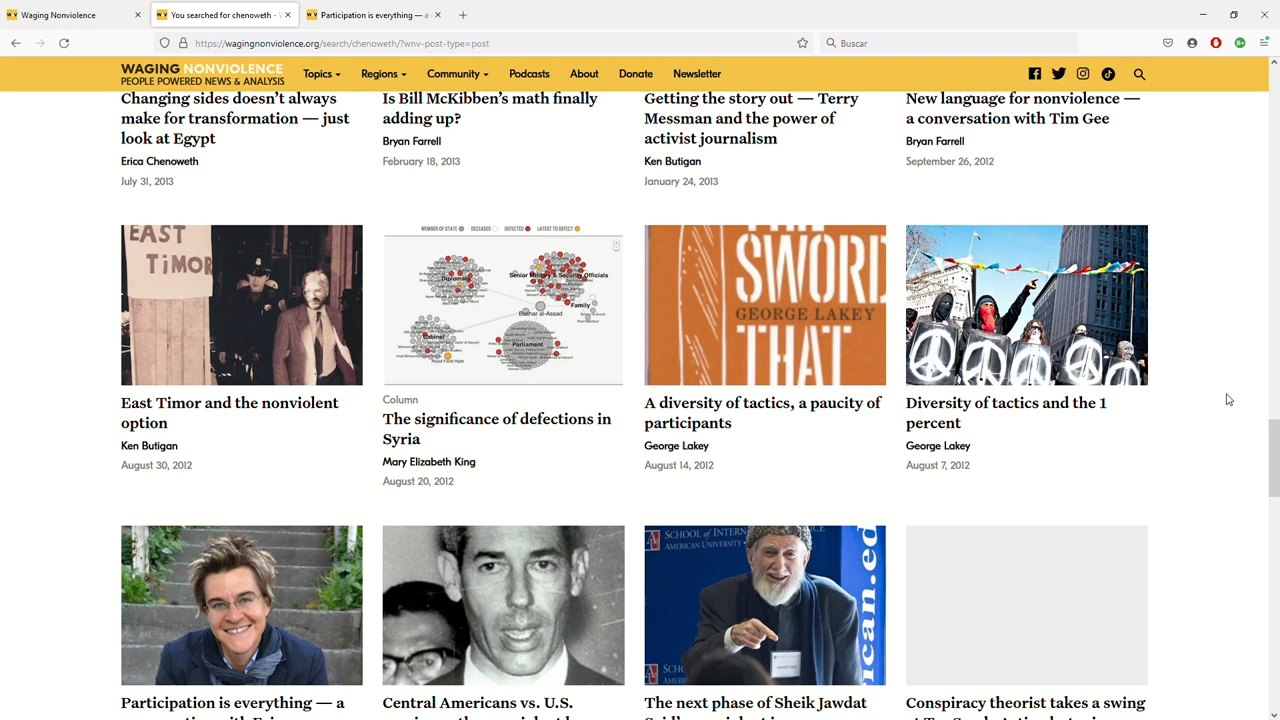 Waging Nonviolence
You searched for chenoweth - W
Participation is everything — a c
https://wagingnonviolence.org/search/chenoweth/?wnv-post-type=post
Buscar
WAGING NONVIOLENCE
PEOPLE POWERED NEWS & ANALYSIS
Topics
Regions
Community
Podcasts
About
Donate
Newsletter
Changing sides doesn't always
make for transformation — just
look at Egypt
Erica Chenoweth
July 31, 2013
Is Bill McKibben's math finally
adding up?
Bryan Farrell
February 18, 2013
Getting the story out — Terry
Messman and the power of
activist journalism
Ken Butigan
January 24, 2013
New language for nonviolence —
a conversation with Tim Gee
Bryan Farrell
September 26, 2012
EAST
TiMOR
East Timor and the nonviolent
option
Ken Butigan
August 30, 2012
MEMBER OF STATE
DECEASED
DEFECTED
LATEST TO DEFECT
Diplomats
Senior Military & Security Officials
Family
Bashar al-Assad
Cabinet
Parliament
Column
The significance of defections in
Syria
Mary Elizabeth King
August 20, 2012
SWORD
GEORGE LAKEY
THAT
A diversity of tactics, a paucity of
participants
George Lakey
August 14, 2012
Diversity of tactics and the 1
percent
George Lakey
August 7, 2012
Participation is everything — a
Central Americans vs. U.S.
SCHOOL of INTERN
AMERICAN UNIVERSITY
ican.ed
The next phase of Sheik Jawdat
Conspiracy theorist takes a swing